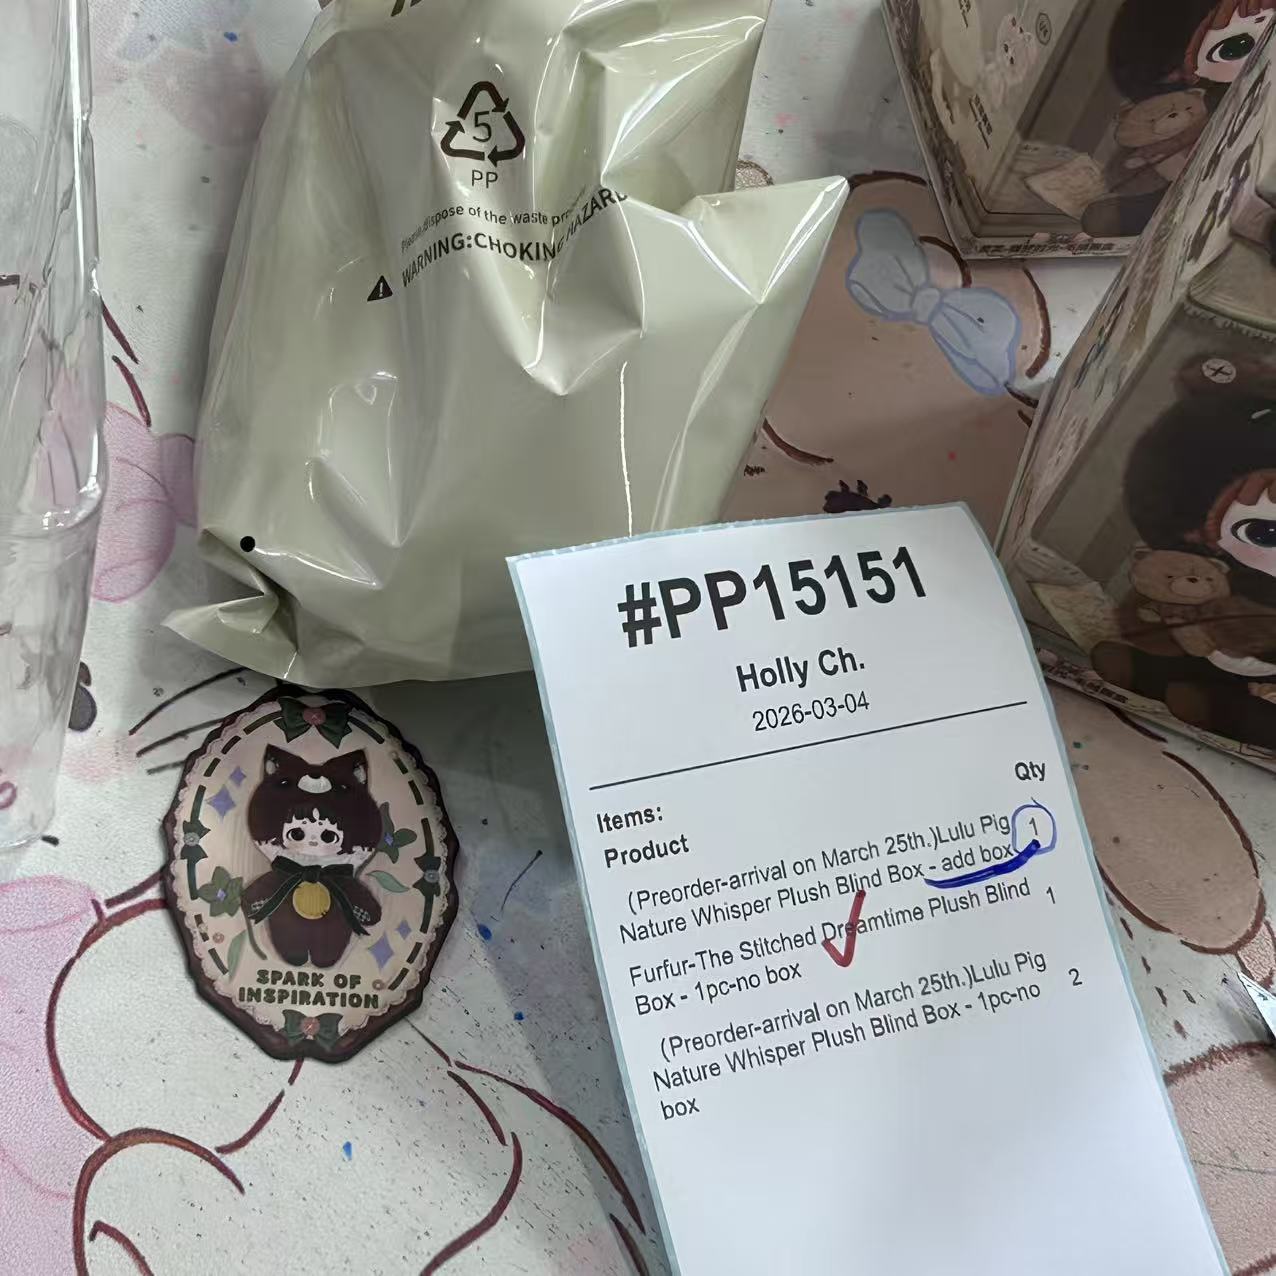 5
PP
dispose of the waste
WARNING:CHOKING HAZARD
#PP15151
Holly Ch.
2026-03-04
Items:
Qty
Product
(Preorder-arrival on March 25th.)Lulu Pig 1
Nature Whisper Plush Blind Box - add box
Furfur-The Stitched Dreamtime Plush Blind 1
Box - 1pc-no box
(Preorder-arrival on March 25th.)Lulu Pig 2
Nature Whisper Plush Blind Box - 1pc-no
box
SPARK OF
INSPIRATION